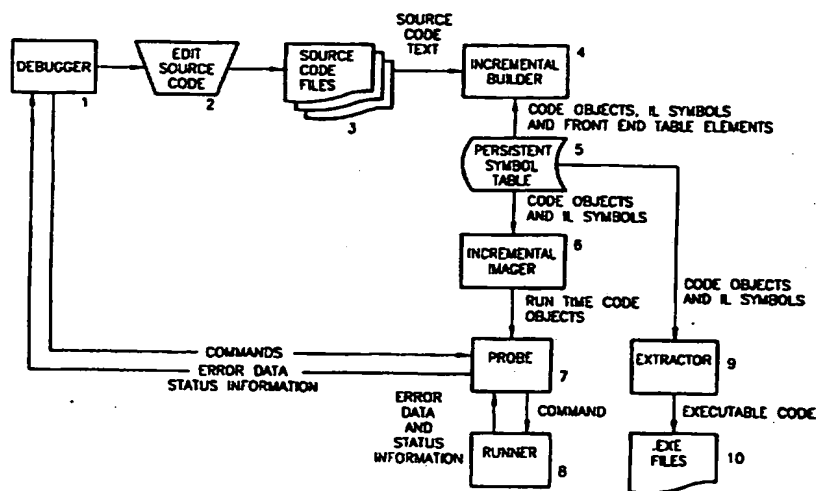 SOURCE
CODE
TEXT
DEBUGGER
1
EDIT
SOURCE
CODE
2
SOURCE
CODE
FILES
3
INCREMENTAL
BUILDER
4
CODE OBJECTS, IL SYMBOLS
AND FRONT END TABLE ELEMENTS
PERSISTENT
SYMBOL
TABLE
5
CODE OBJECTS
AND IL SYMBOLS
INCREMENTAL
IMAGER
6
RUN TIME CODE
OBJECTS
CODE OBJECTS
AND IL SYMBOLS
COMMANDS
ERROR DATA
STATUS INFORMATION
PROBE
7
EXTRACTOR
9
ERROR
DATA
AND
STATUS
INFORMATION
COMMAND
RUNNER
8
EXECUTABLE CODE
.EXE
FILES
10